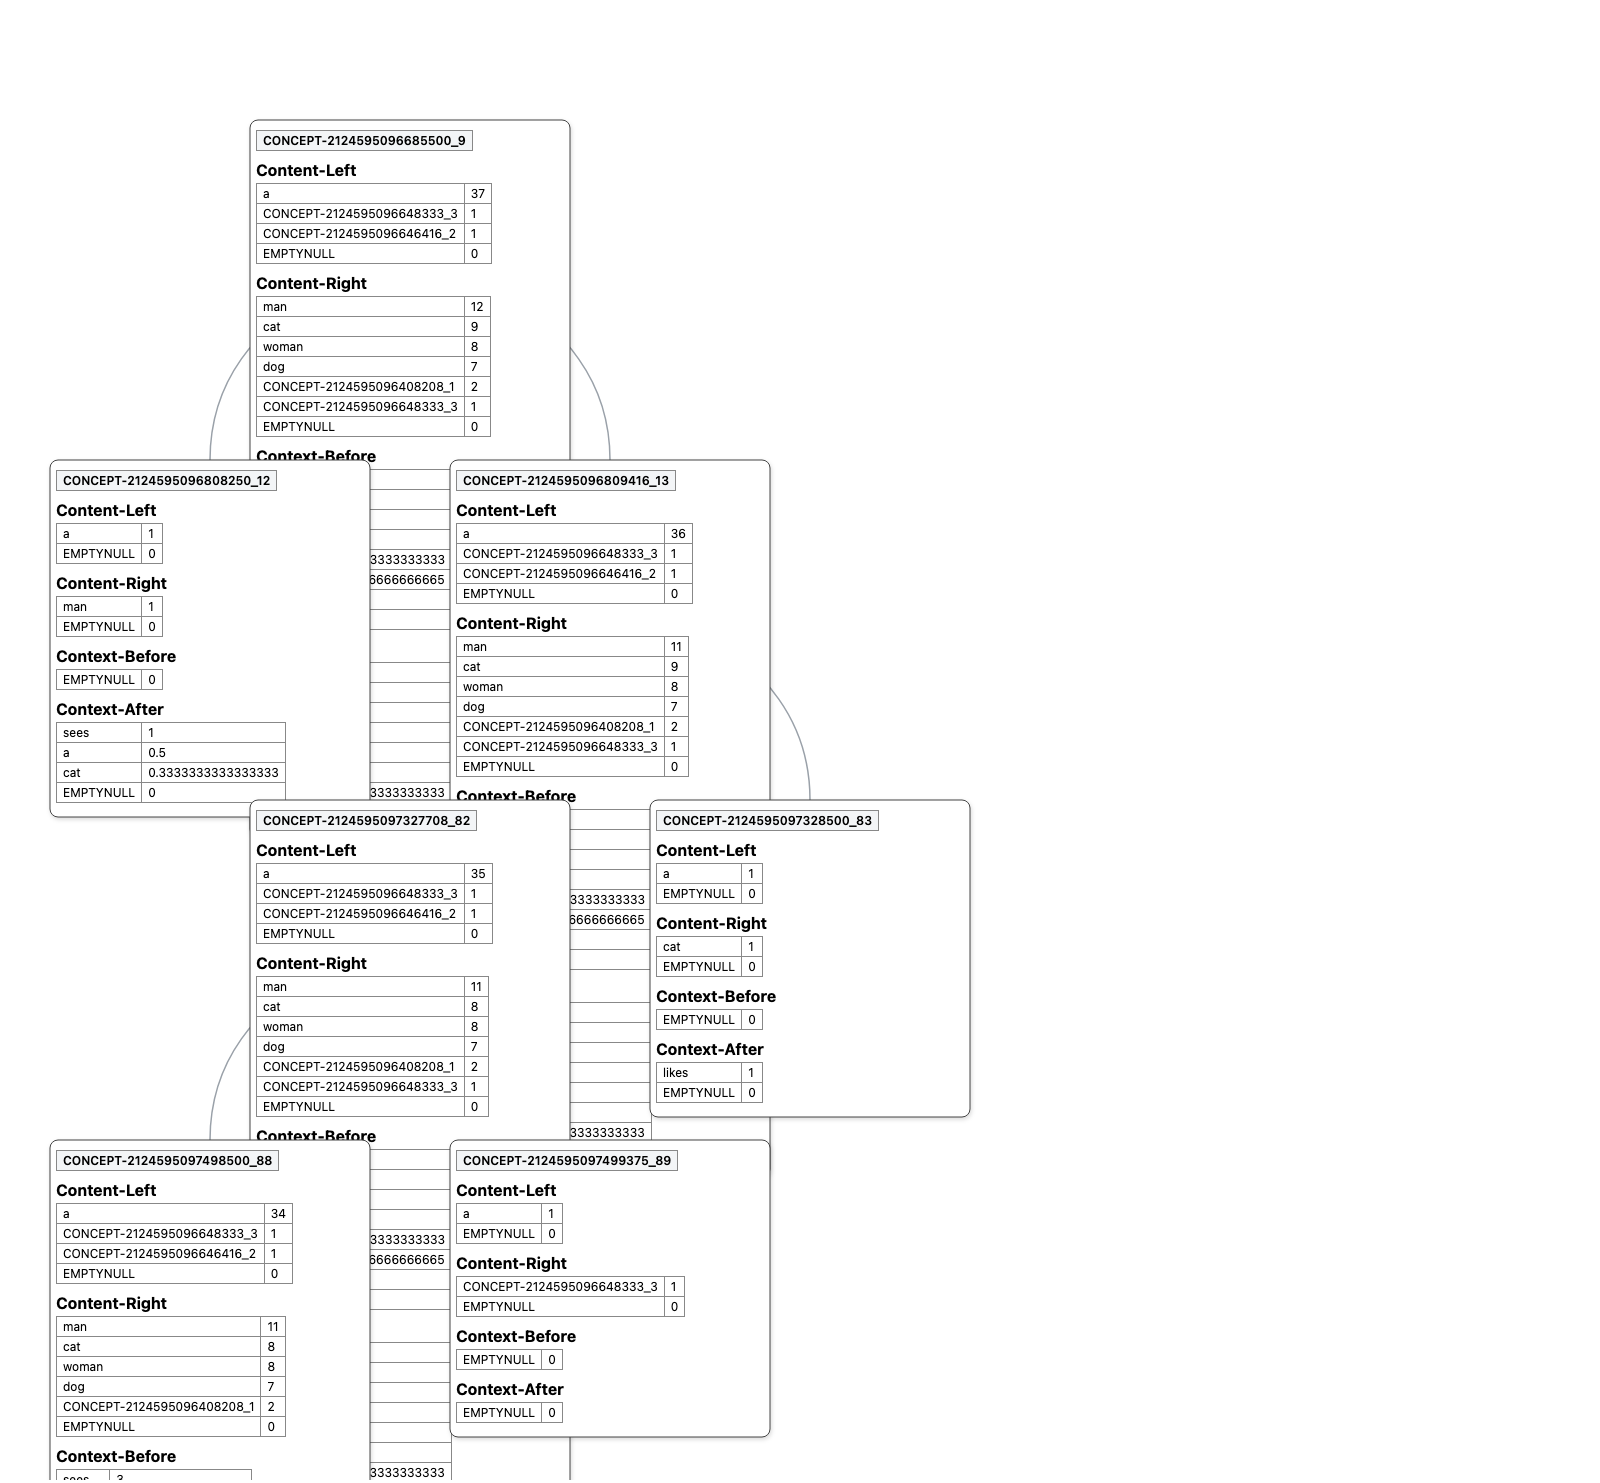 CONCEPT-2124595096685500_9
Content-Left
a 37
CONCEPT-2124595096648333_3 1
CONCEPT-2124595096646416_2 1
EMPTYNULL 0
Content-Right
man 12
cat 9
woman 8
dog 7
CONCEPT-2124595096408208_1 2
CONCEPT-2124595096648333_3 1
EMPTYNULL 0
Context-Before
3333333333
6666666665
3333333333
CONCEPT-2124595096808250_12
Content-Left
a 1
EMPTYNULL 0
Content-Right
man 1
EMPTYNULL 0
Context-Before
EMPTYNULL 0
Context-After
sees 1
a 0.5
cat 0.3333333333333333
EMPTYNULL 0
CONCEPT-2124595096809416_13
Content-Left
a 36
CONCEPT-2124595096648333_3 1
CONCEPT-2124595096646416_2 1
EMPTYNULL 0
Content-Right
man 11
cat 9
woman 8
dog 7
CONCEPT-2124595096408208_1 2
CONCEPT-2124595096648333_3 1
EMPTYNULL 0
Context-Before
3333333333
6666666665
3333333333
CONCEPT-2124595097327708_82
Content-Left
a 35
CONCEPT-2124595096648333_3 1
CONCEPT-2124595096646416_2 1
EMPTYNULL 0
Content-Right
man 11
cat 8
woman 8
dog 7
CONCEPT-2124595096408208_1 2
CONCEPT-2124595096648333_3 1
EMPTYNULL 0
Context-Before
3333333333
6666666665
3333333333
CONCEPT-2124595097328500_83
Content-Left
a 1
EMPTYNULL 0
Content-Right
cat 1
EMPTYNULL 0
Context-Before
EMPTYNULL 0
Context-After
likes 1
EMPTYNULL 0
CONCEPT-2124595097498500_88
Content-Left
a 34
CONCEPT-2124595096648333_3 1
CONCEPT-2124595096646416_2 1
EMPTYNULL 0
Content-Right
man 11
cat 8
woman 8
dog 7
CONCEPT-2124595096408208_1 2
EMPTYNULL 0
Context-Before
sees 3
CONCEPT-2124595097499375_89
Content-Left
a 1
EMPTYNULL 0
Content-Right
CONCEPT-2124595096648333_3 1
EMPTYNULL 0
Context-Before
EMPTYNULL 0
Context-After
EMPTYNULL 0